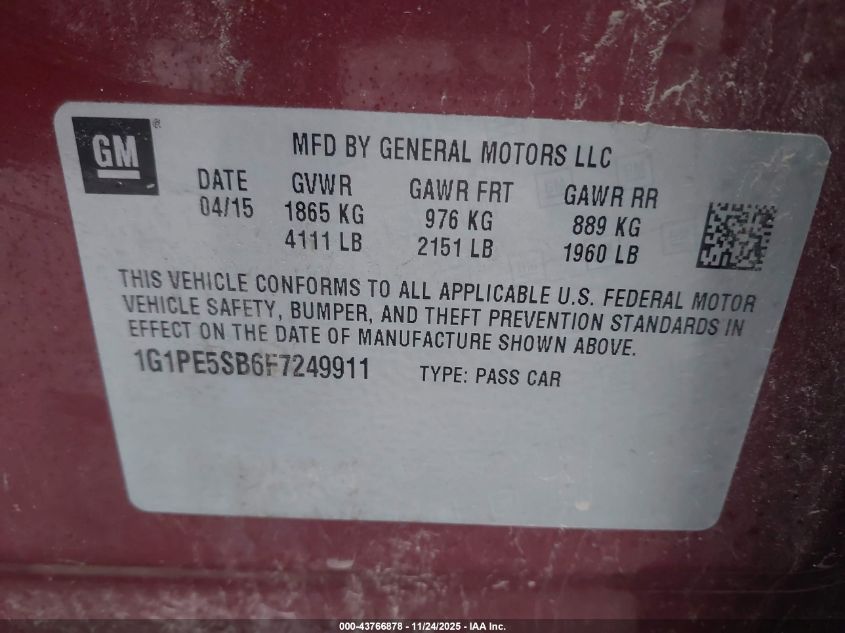 GM ®
MFD BY GENERAL MOTORS LLC
DATE GVWR GAWR FRT GAWR RR
04/15 1865 KG 976 KG 889 KG
4111 LB 2151 LB 1960 LB
THIS VEHICLE CONFORMS TO ALL APPLICABLE U.S. FEDERAL MOTOR
VEHICLE SAFETY, BUMPER, AND THEFT PREVENTION STANDARDS IN
EFFECT ON THE DATE OF MANUFACTURE SHOWN ABOVE.
1G1PE5SB6F7249911 TYPE: PASS CAR
000-43766878 - 11/24/2025 - IAA Inc.